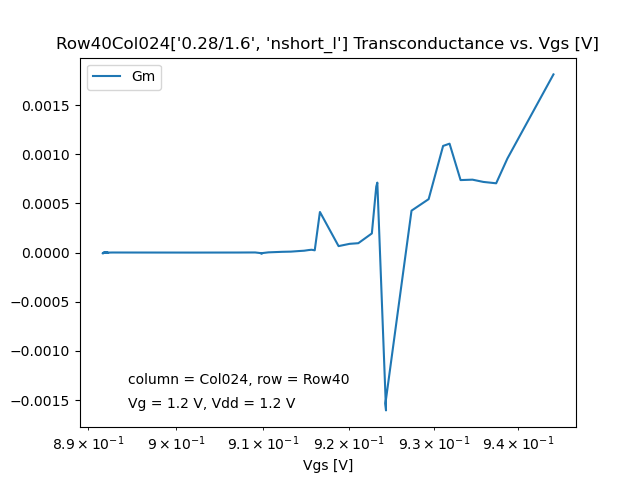 Row40Col024['0.28/1.6', 'nshort_l'] Transconductance vs. Vgs [V]
Gm
0.0015
0.0010
0.0005
0.0000
−0.0005
−0.0010
−0.0015
column = Col024, row = Row40
Vg = 1.2 V, Vdd = 1.2 V
8.9 × 10⁻¹ 9 × 10⁻¹ 9.1 × 10⁻¹ 9.2 × 10⁻¹ 9.3 × 10⁻¹ 9.4 × 10⁻¹
Vgs [V]